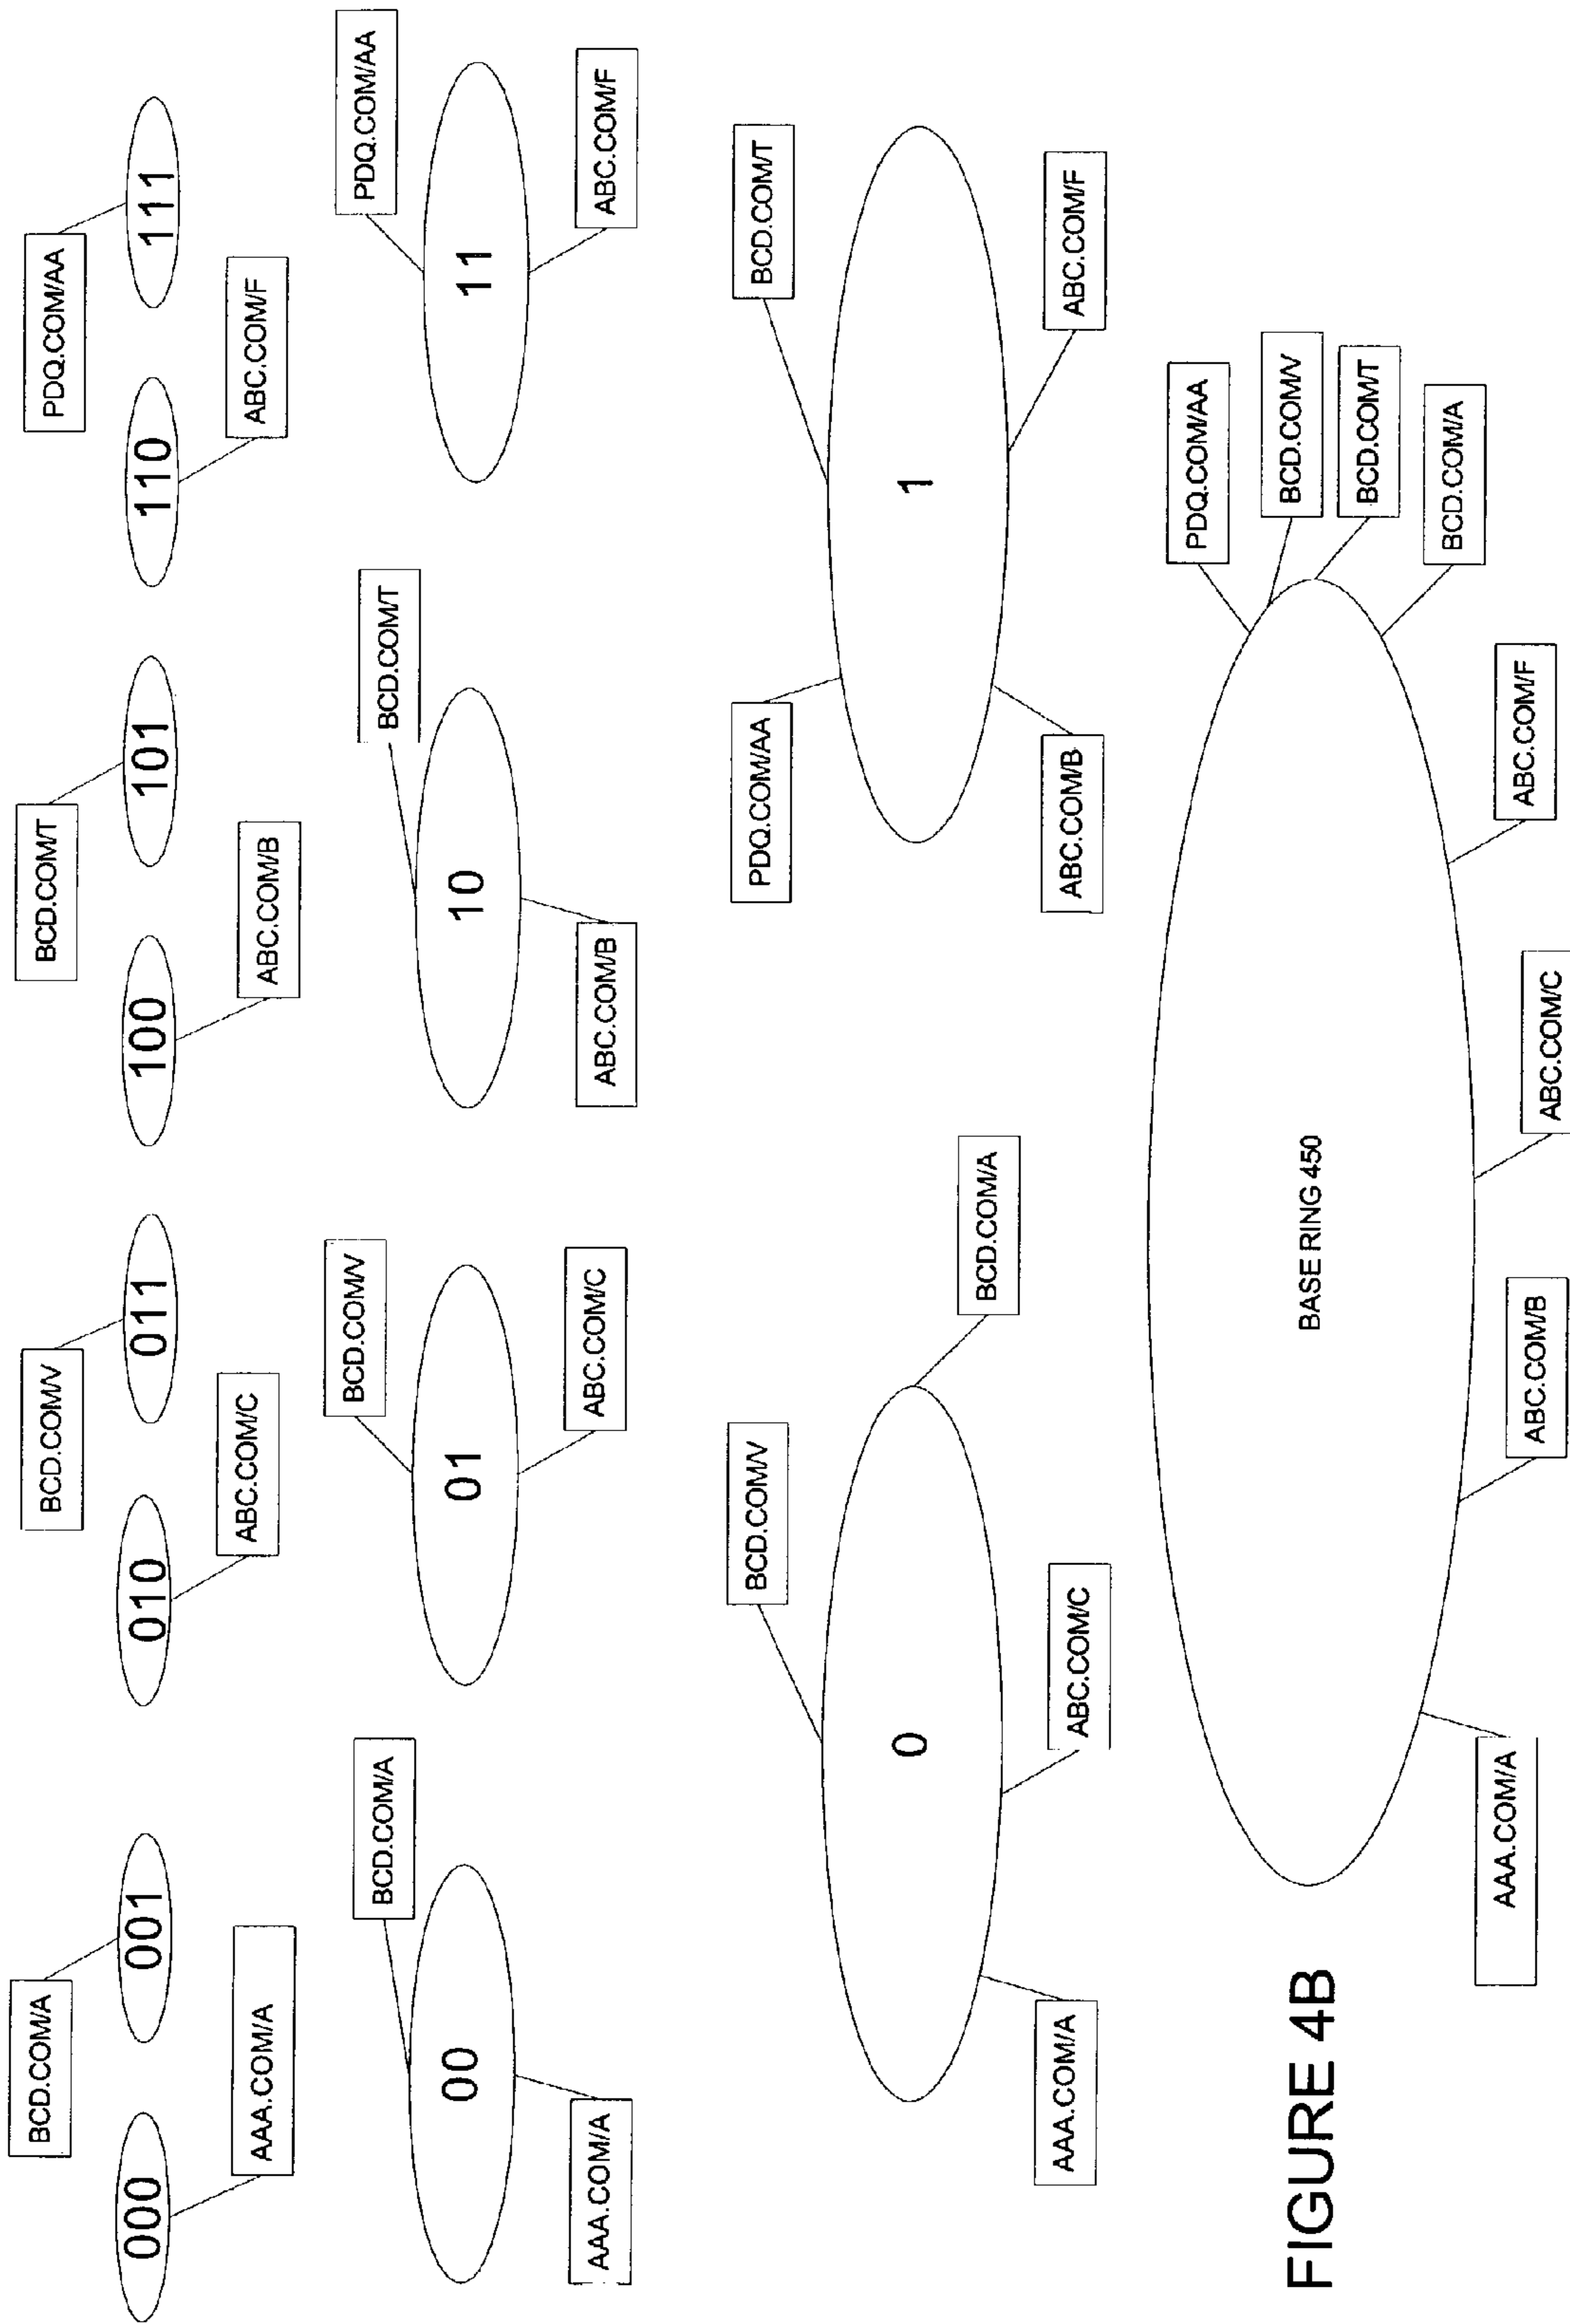 PDQ.COM/AA
111
110
ABC.COM/F
BCD.COM/T
101
100
ABC.COM/B
BCD.COM/V
011
010
ABC.COM/C
BCD.COM/A
001
000
AAA.COM/A
PDQ.COM/AA
11
ABC.COM/F
BCD.COM/T
10
ABC.COM/B
BCD.COM/V
01
ABC.COM/C
BCD.COM/A
00
AAA.COM/A
BCD.COM/T
PDQ.COM/AA
1
ABC.COM/F
ABC.COM/B
BCD.COM/V
BCD.COM/A
0
ABC.COM/C
AAA.COM/A
PDQ.COM/AA
BCD.COM/V
BCD.COM/T
BCD.COM/A
BASE RING 450
ABC.COM/F
ABC.COM/C
ABC.COM/B
AAA.COM/A
FIGURE 4B